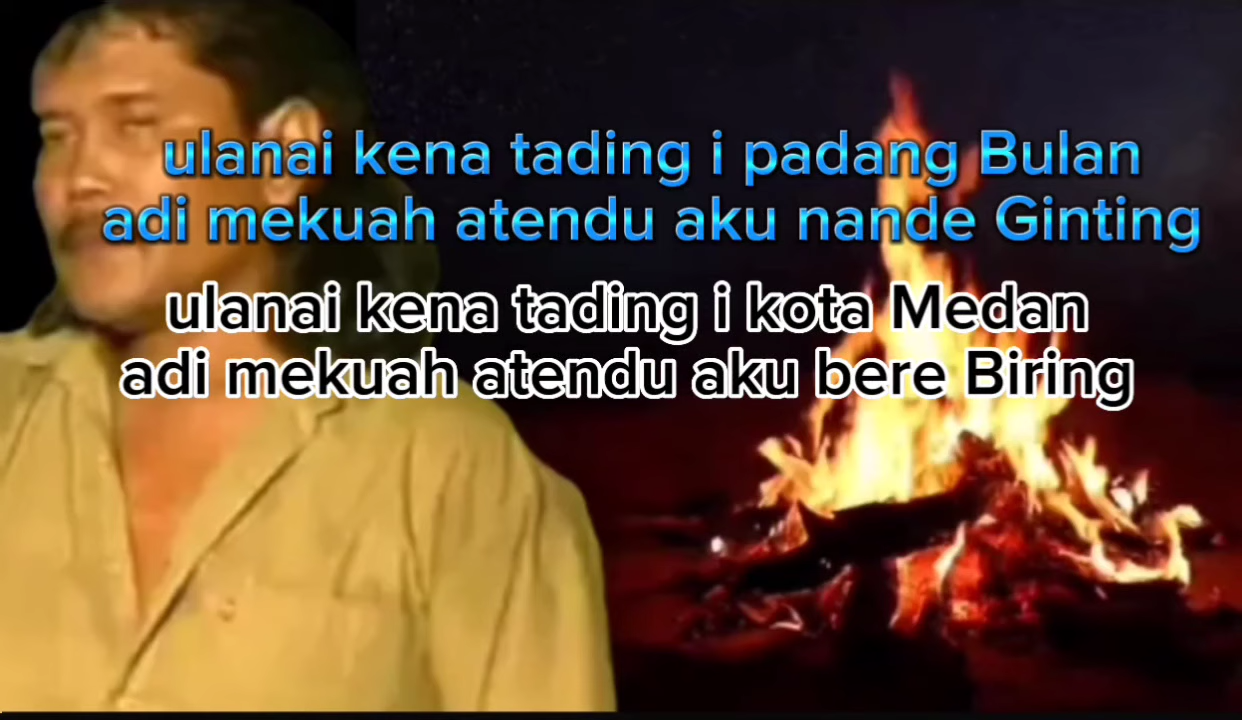 ulanai kena tading i padang Bulan
adi mekuah atendu aku nande Ginting
ulanai kena tading i kota Medan
adi mekuah atendu aku bere Biring